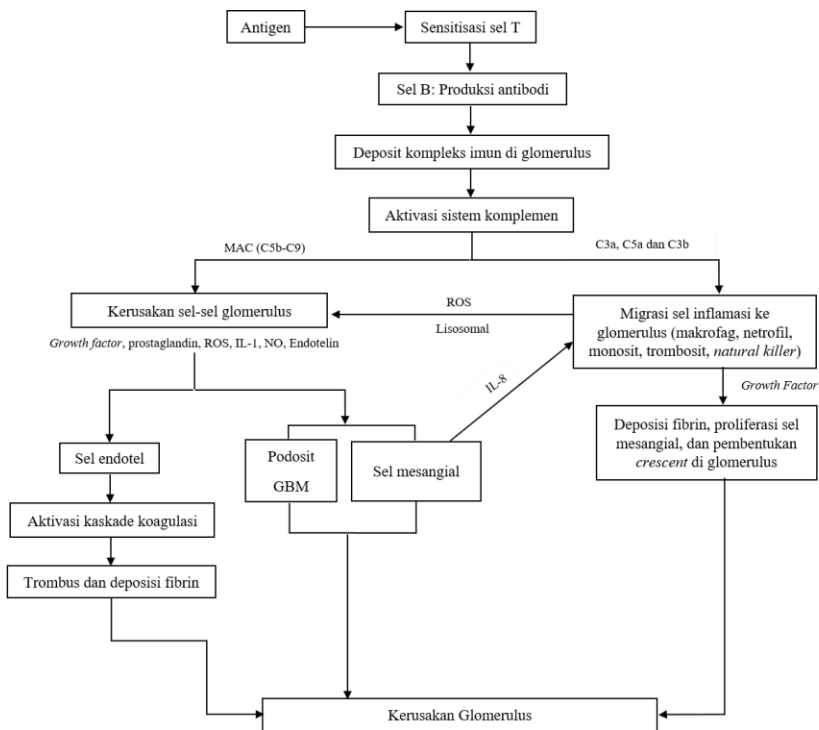 Antigen
Sensitisasi sel T
Sel B: Produksi antibodi
Deposit kompleks imun di glomerulus
Aktivasi sistem komplemen
MAC (C5b-C9)
C3a, C5a dan C3b
Kerusakan sel-sel glomerulus
ROS
Lisosomal
Migrasi sel inflamasi ke
glomerulus (makrofag, netrofil,
monosit, trombosit, natural killer)
Growth factor, prostaglandin, ROS, IL-1, NO, Endotelin
IL-8
Growth Factor
Deposisi fibrin, proliferasi sel
mesangial, dan pembentukan
crescent di glomerulus
Sel endotel
Podosit
GBM
Sel mesangial
Aktivasi kaskade koagulasi
Trombus dan deposisi fibrin
Kerusakan Glomerulus